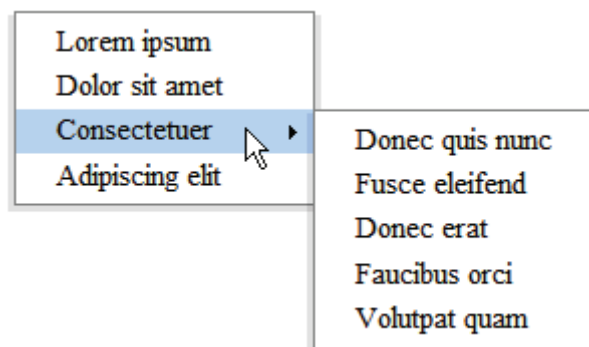 Lorem ipsum
Dolor sit amet
Consectetuer
Adipiscing elit
Donec quis nunc
Fusce eleifend
Donec erat
Faucibus orci
Volutpat quam